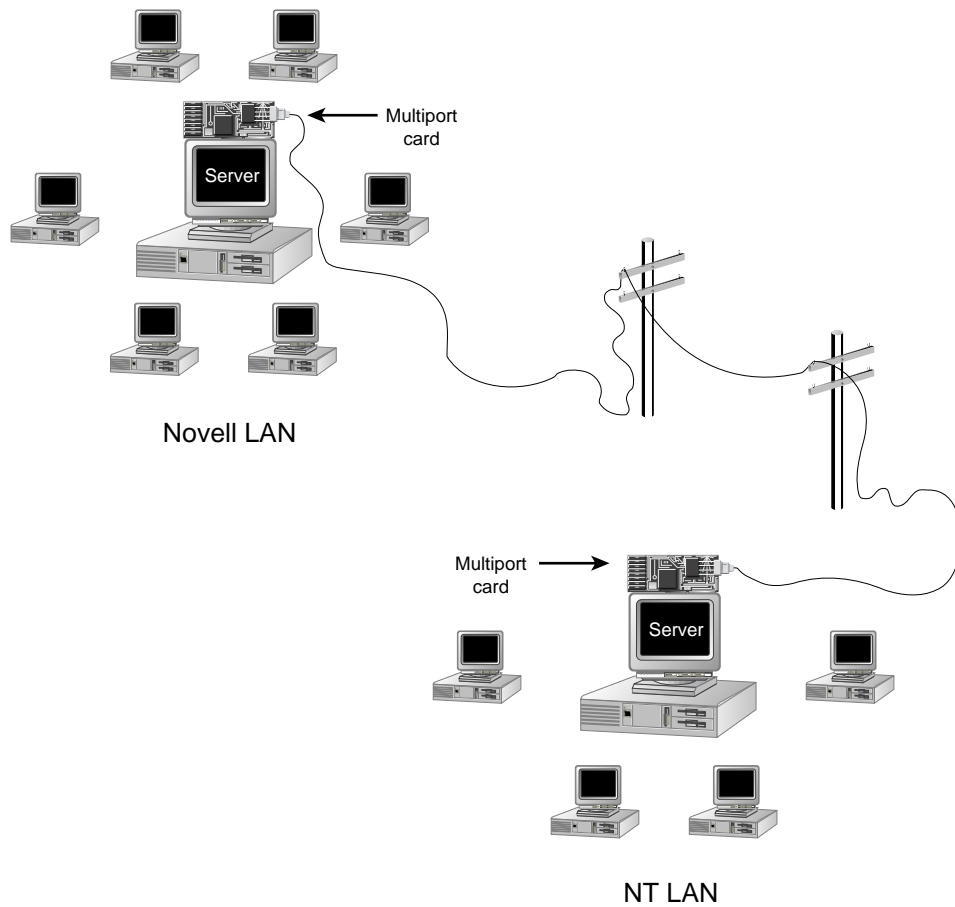 Multiport
card
Server
Novell LAN
Multiport
card
Server
NT LAN